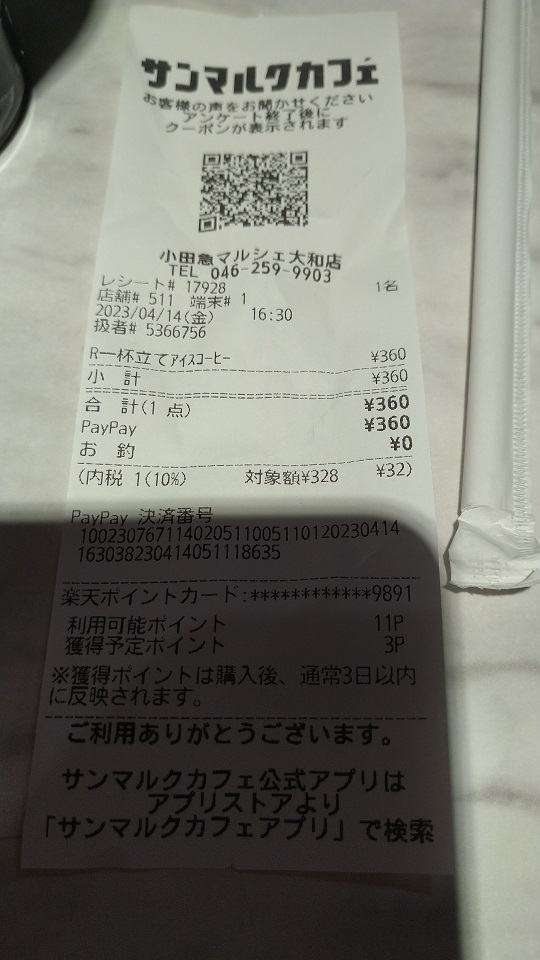 サンマルクカフェ
お客様の声をお聞かせください
アンケート終了後に
クーポンが表示されます
小田急マルシェ大和店
TEL 046-259-9903
レシート# 17928 1名
店舗# 511 端末# 1
2023/04/14(金) 16:30
扱者# 5366756
R一杯立てアイスコーヒー ¥360
小 計 ¥360
合 計(1 点) ¥360
PayPay ¥360
お 釣 ¥0
(内税 1(10%) 対象額¥328 ¥32)
PayPay 決済番号
100230767114020511005110120230414
163038230414051118635
楽天ポイントカード:************9891
利用可能ポイント 11P
獲得予定ポイント 3P
※獲得ポイントは購入後、通常3日以内
に反映されます。
ご利用ありがとうございます。
サンマルクカフェ公式アプリは
アプリストアより
「サンマルクカフェアプリ」で検索